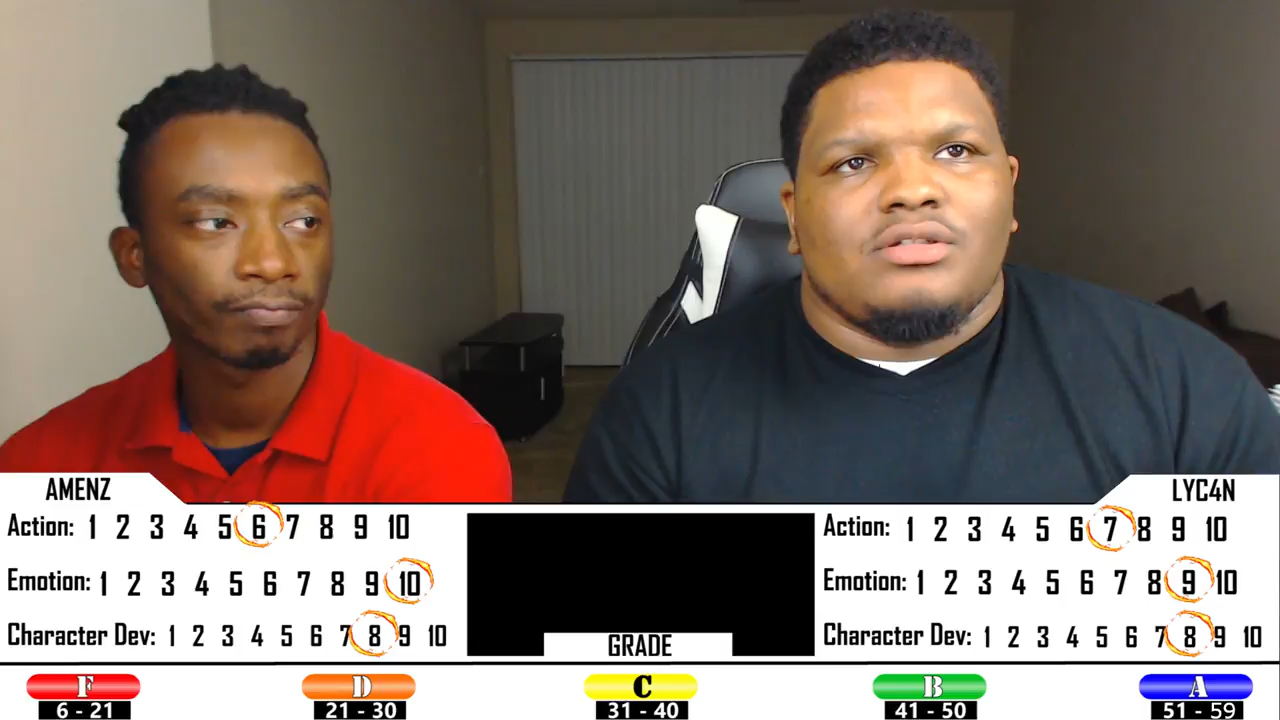 AMENZ
Action: 1 2 3 4 5 6 7 8 9 10
Emotion: 1 2 3 4 5 6 7 8 9 10
Character Dev: 1 2 3 4 5 6 7 8 9 10
GRADE
LYC4N
Action: 1 2 3 4 5 6 7 8 9 10
Emotion: 1 2 3 4 5 6 7 8 9 10
Character Dev: 1 2 3 4 5 6 7 8 9 10
F
6 - 21
D
21 - 30
C
31 - 40
B
41 - 50
A
51 - 59